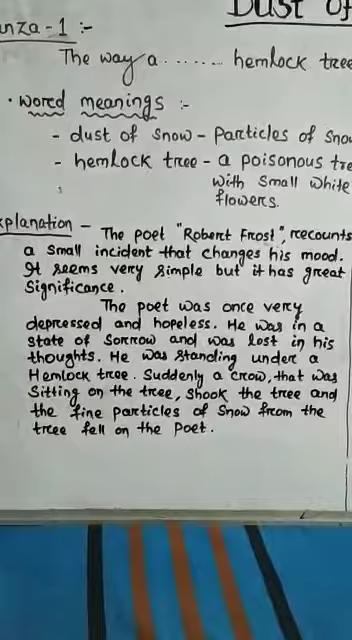 Dust of
nza-1 :-
The way a ....... hemlock tree
• word meanings :-
- dust of snow - Particles of Snow
- hemlock tree - a poisonous tre
with small white
flowers.
xplanation - The poet "Robert Frost", recounts
a small incident that changes his mood.
It seems very simple but it has great
Significance.
The poet was once very
depressed and hopeless. He was in a
state of Sorrow and was lost in his
thoughts. He was standing under a
Hemlock tree. Suddenly a crow, that was
Sitting on the tree, shook the tree and
the fine particles of Snow from the
tree fell on the Poet.